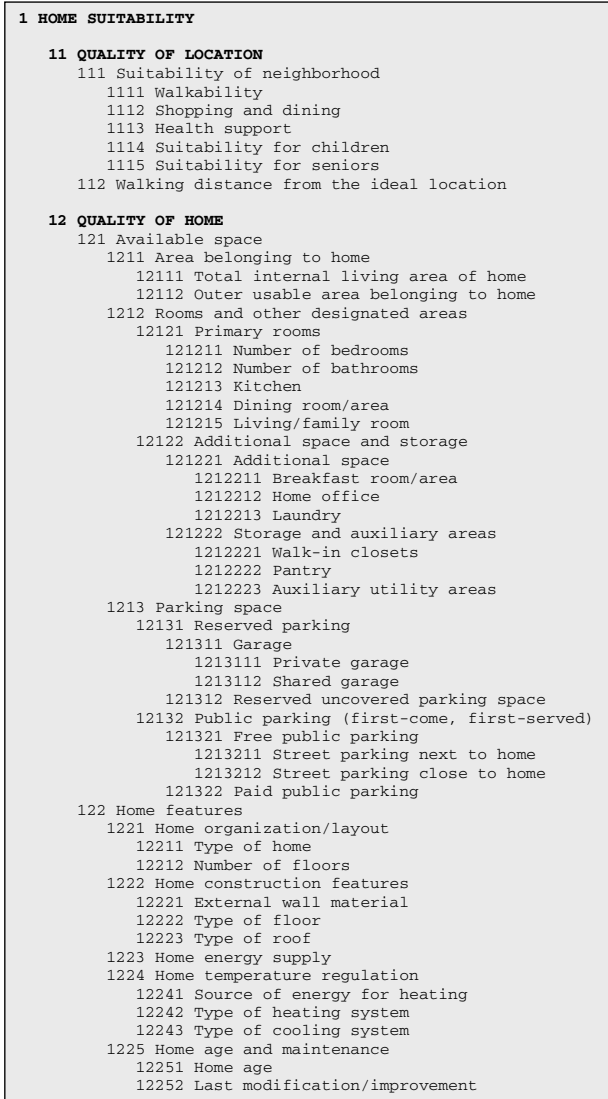 1 HOME SUITABILITY
11 QUALITY OF LOCATION
111 Suitability of neighborhood
1111 Walkability
1112 Shopping and dining
1113 Health support
1114 Suitability for children
1115 Suitability for seniors
112 Walking distance from the ideal location
12 QUALITY OF HOME
121 Available space
1211 Area belonging to home
12111 Total internal living area of home
12112 Outer usable area belonging to home
1212 Rooms and other designated areas
12121 Primary rooms
121211 Number of bedrooms
121212 Number of bathrooms
121213 Kitchen
121214 Dining room/area
121215 Living/family room
12122 Additional space and storage
121221 Additional space
1212211 Breakfast room/area
1212212 Home office
1212213 Laundry
121222 Storage and auxiliary areas
1212221 Walk-in closets
1212222 Pantry
1212223 Auxiliary utility areas
1213 Parking space
12131 Reserved parking
121311 Garage
1213111 Private garage
1213112 Shared garage
121312 Reserved uncovered parking space
12132 Public parking (first-come, first-served)
121321 Free public parking
1213211 Street parking next to home
1213212 Street parking close to home
121322 Paid public parking
122 Home features
1221 Home organization/layout
12211 Type of home
12212 Number of floors
1222 Home construction features
12221 External wall material
12222 Type of floor
12223 Type of roof
1223 Home energy supply
1224 Home temperature regulation
12241 Source of energy for heating
12242 Type of heating system
12243 Type of cooling system
1225 Home age and maintenance
12251 Home age
12252 Last modification/improvement